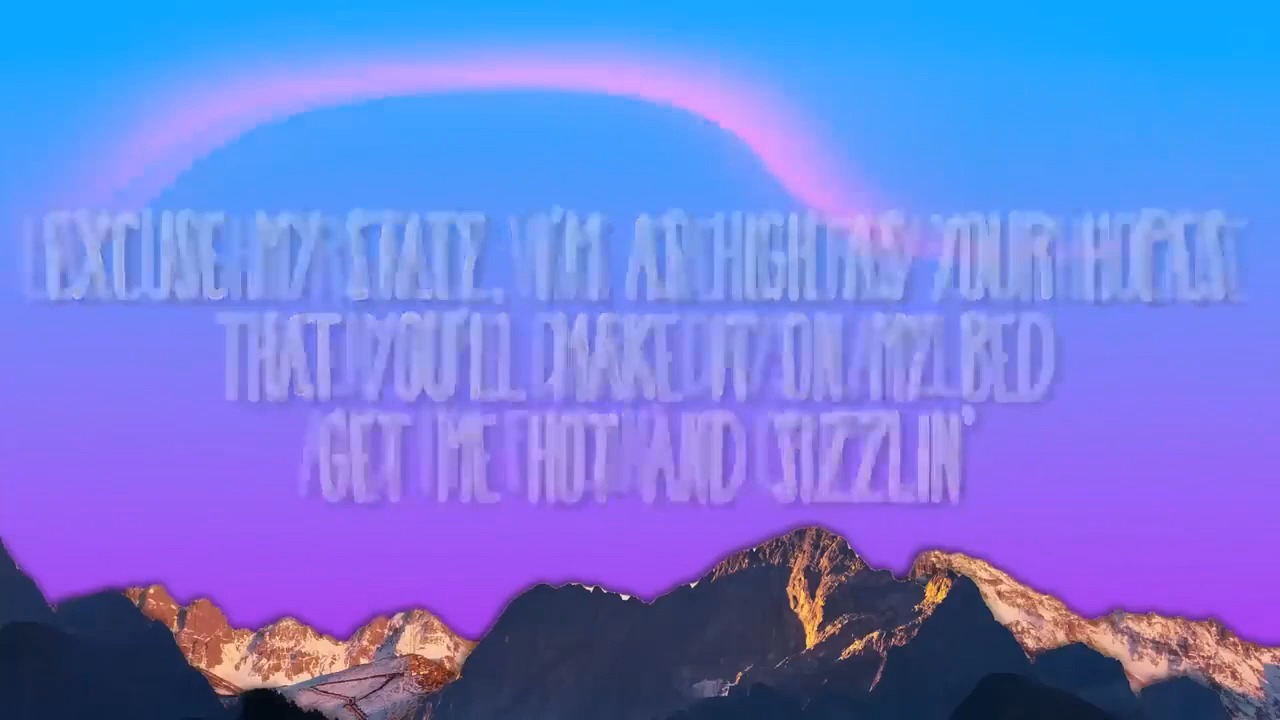 EXCUSE MY STATE, I'M AS HIGH AS YOUR HOPES
THAT YOU'LL MAKE IT ON MY BED
GET ME HOT AND SIZZLIN'